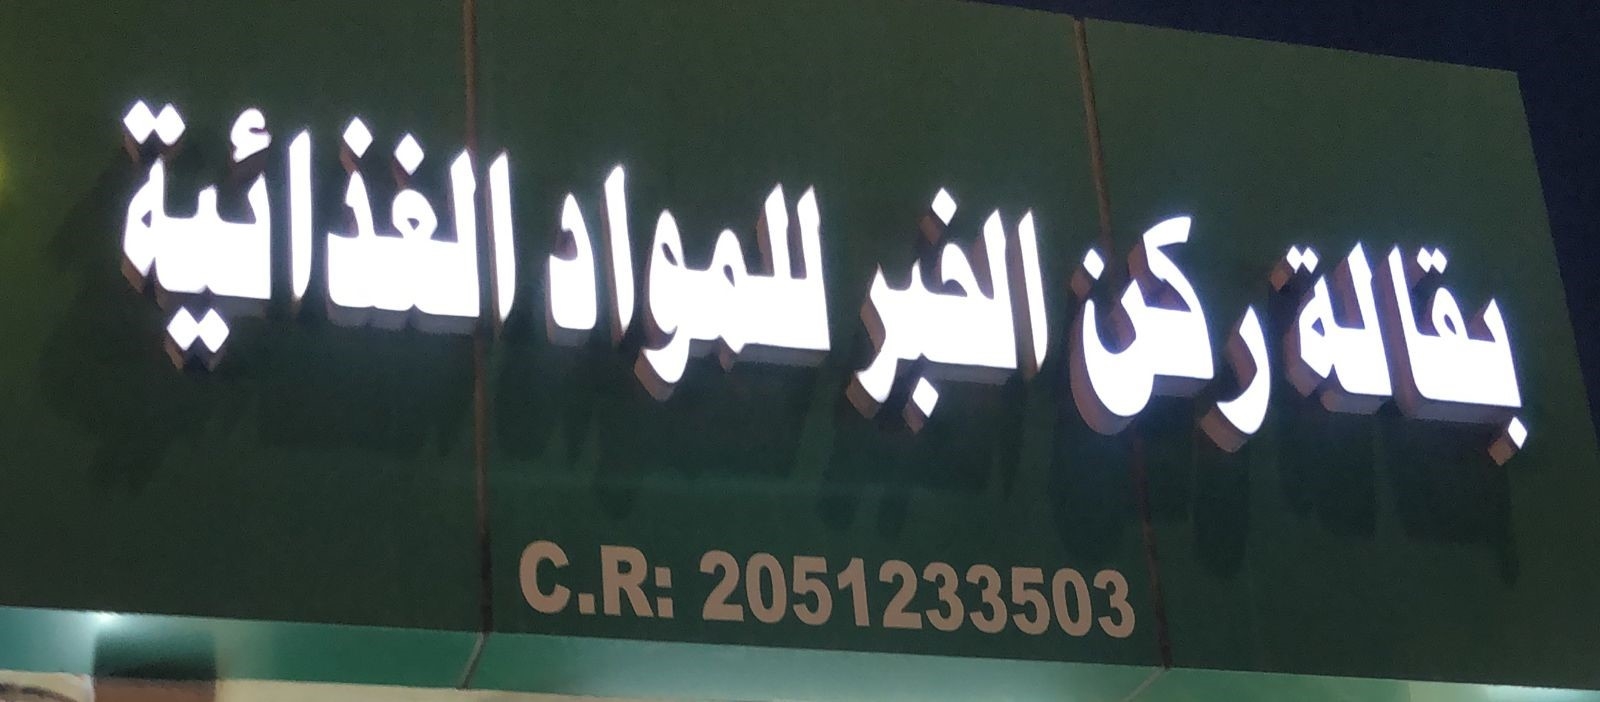 بقالة ركن الخبر للمواد الغذائية
C.R: 2051233503